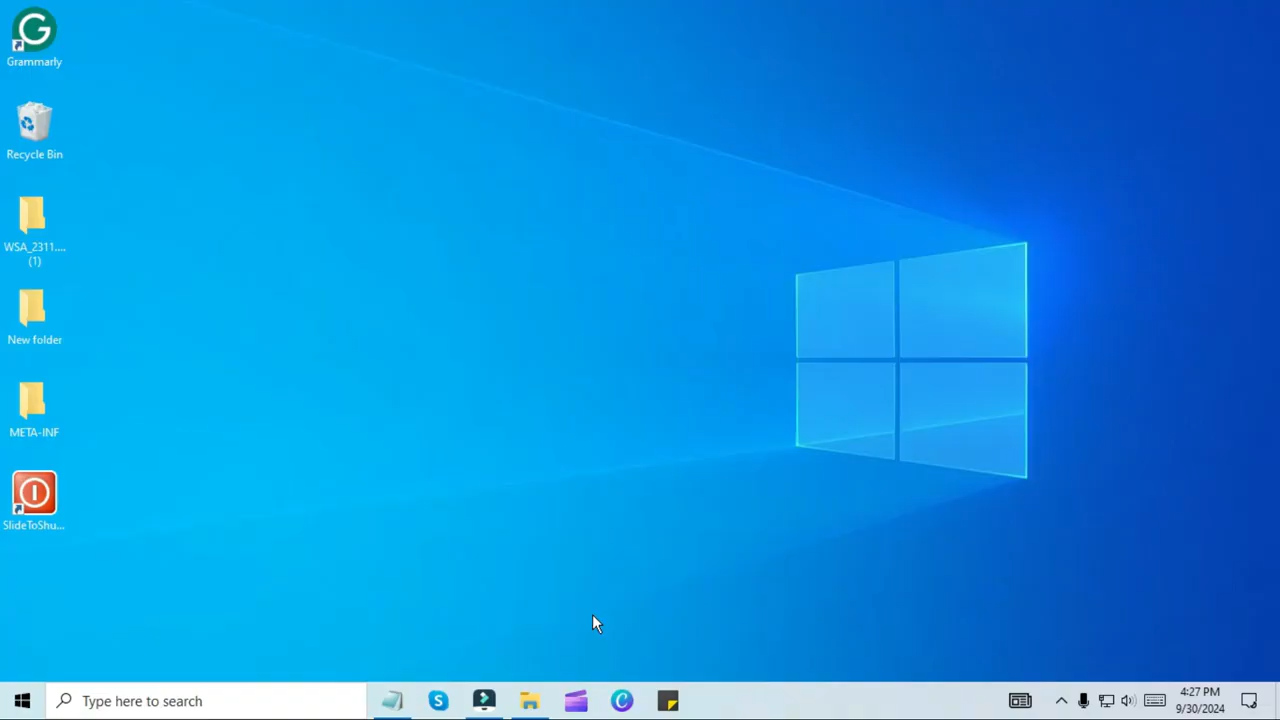 Grammarly
Recycle Bin
WSA_2311....
(1)
New folder
META-INF
SlideToShu...
Type here to search
4:27 PM
9/30/2024